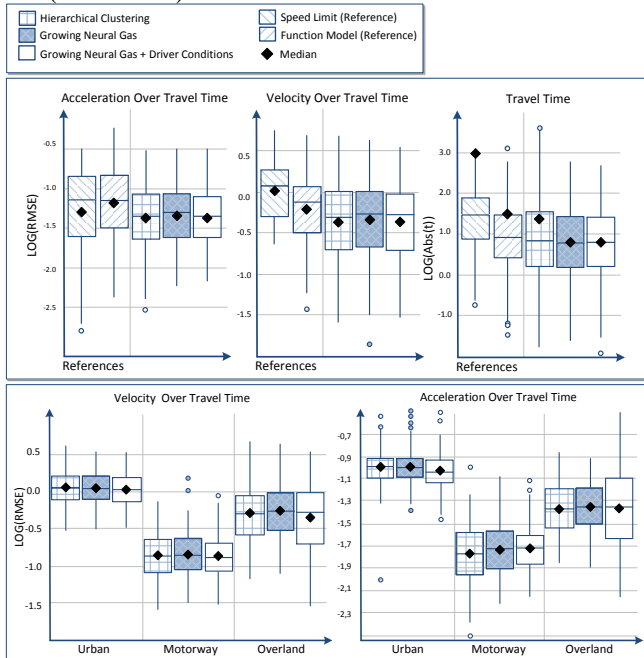 Hierarchical Clustering
Speed Limit (Reference)
Growing Neural Gas
Function Model (Reference)
Growing Neural Gas + Driver Conditions
Median
Acceleration Over Travel Time
Velocity Over Travel Time
Travel Time
LOG(RMSE)
-0.5
-1.0
-1.5
-2.5
References
0.5
0.0
-0.5
-1.5
References
LOG(Abs(t))
3.0
2.0
1.0
0.0
-1.0
References
Velocity Over Travel Time
Acceleration Over Travel Time
LOG(RMSE)
0.5
0.0
-0.5
-1.0
-1.5
Urban
Motorway
Overland
-0,7
-0,9
-1,1
-1,3
-1,5
-1,7
-1,9
-2,1
-2,3
Urban
Motorway
Overland